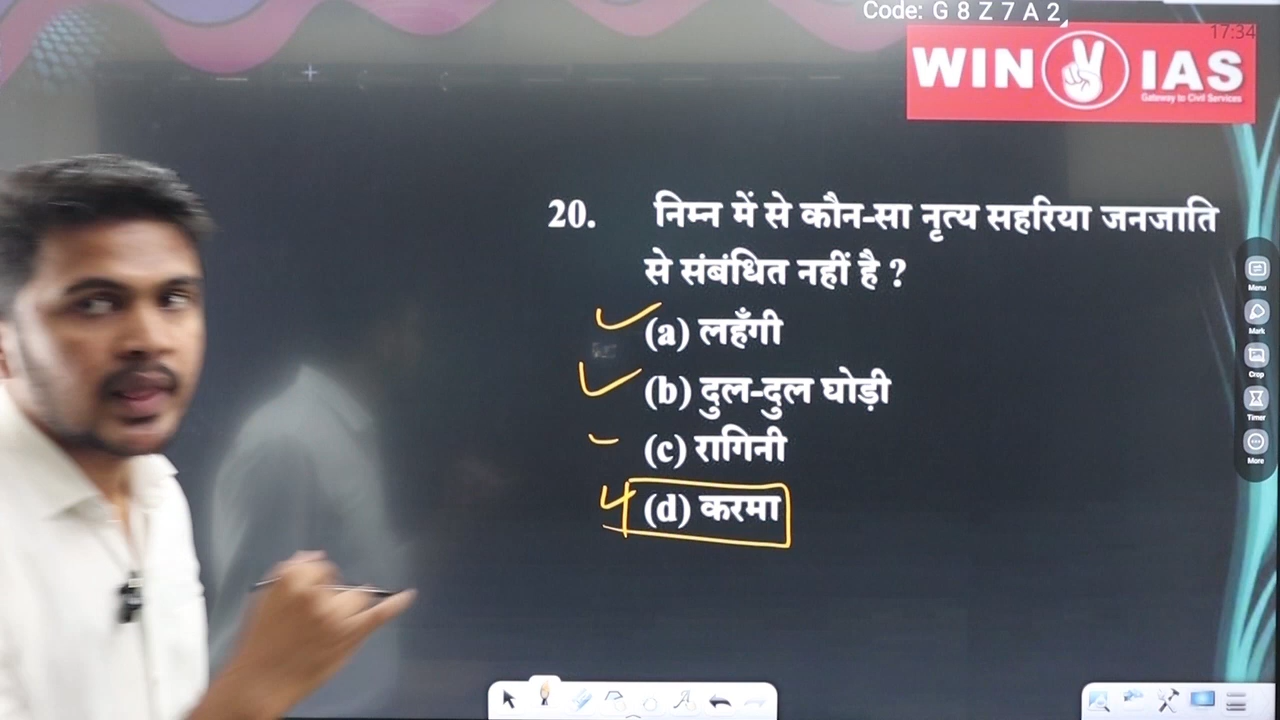 Code: G 8 Z 7 A 2
17:34
WIN IAS
Gateway to Civil Services
20. निम्न में से कौन-सा नृत्य सहरिया जनजाति
से संबंधित नहीं है ?
(a) लहँगी
(b) दुल-दुल घोड़ी
(c) रागिनी
(d) करमा
Menu
Mark
Crop
Timer
More